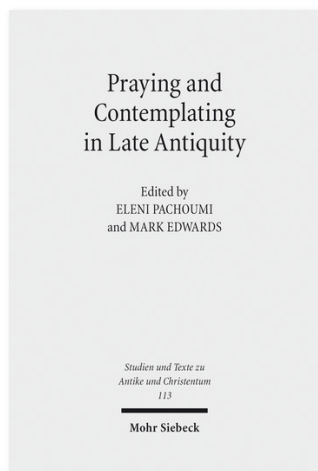 Praying and
Contemplating
in Late Antiquity
Edited by
ELENI PACHOUMI
and MARK EDWARDS
Studien und Texte zu
Antike und Christentum
113
Mohr Siebeck